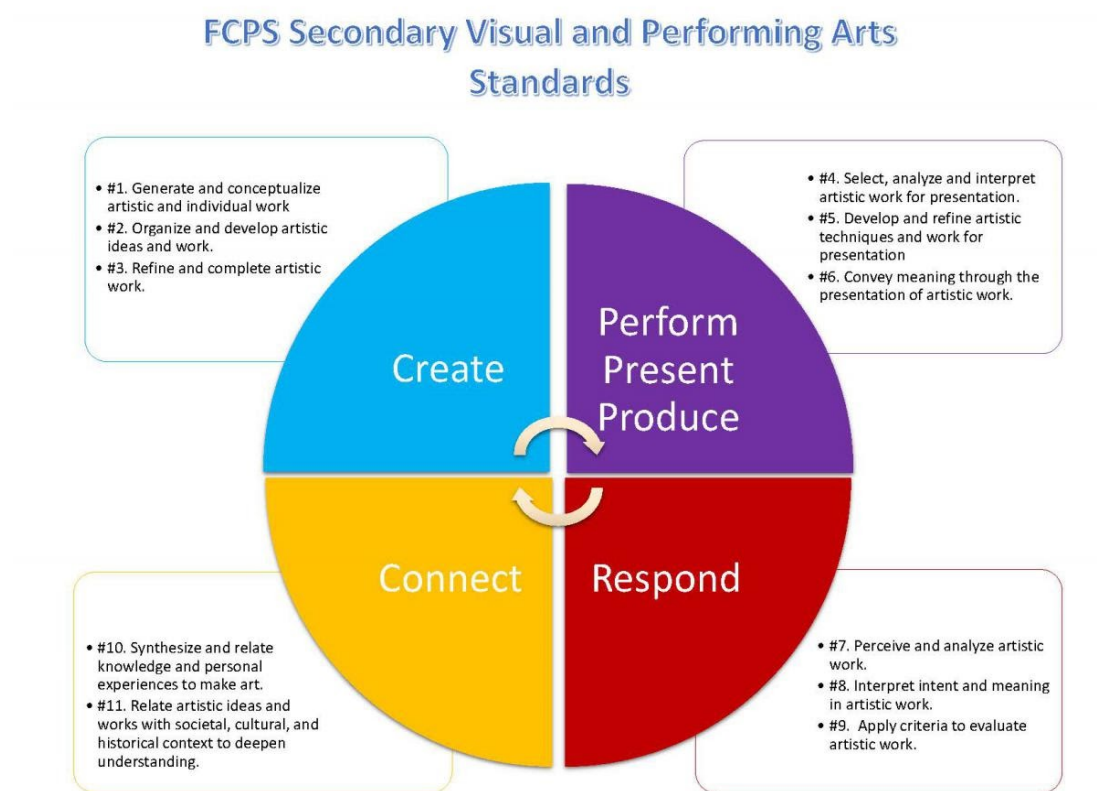 FCPS Secondary Visual and Performing Arts
Standards
• #1. Generate and conceptualize
artistic and individual work
• #2. Organize and develop artistic
ideas and work.
• #3. Refine and complete artistic
work.
• #4. Select, analyze and interpret
artistic work for presentation.
• #5. Develop and refine artistic
techniques and work for
presentation
• #6. Convey meaning through the
presentation of artistic work.
Create
Perform
Present
Produce
Connect
Respond
• #10. Synthesize and relate
knowledge and personal
experiences to make art.
• #11. Relate artistic ideas and
works with societal, cultural, and
historical context to deepen
understanding.
• #7. Perceive and analyze artistic
work.
• #8. Interpret intent and meaning
in artistic work.
• #9. Apply criteria to evaluate
artistic work.